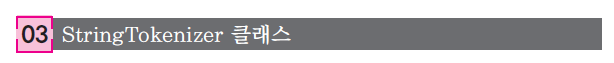 03 StringTokenizer 클래스